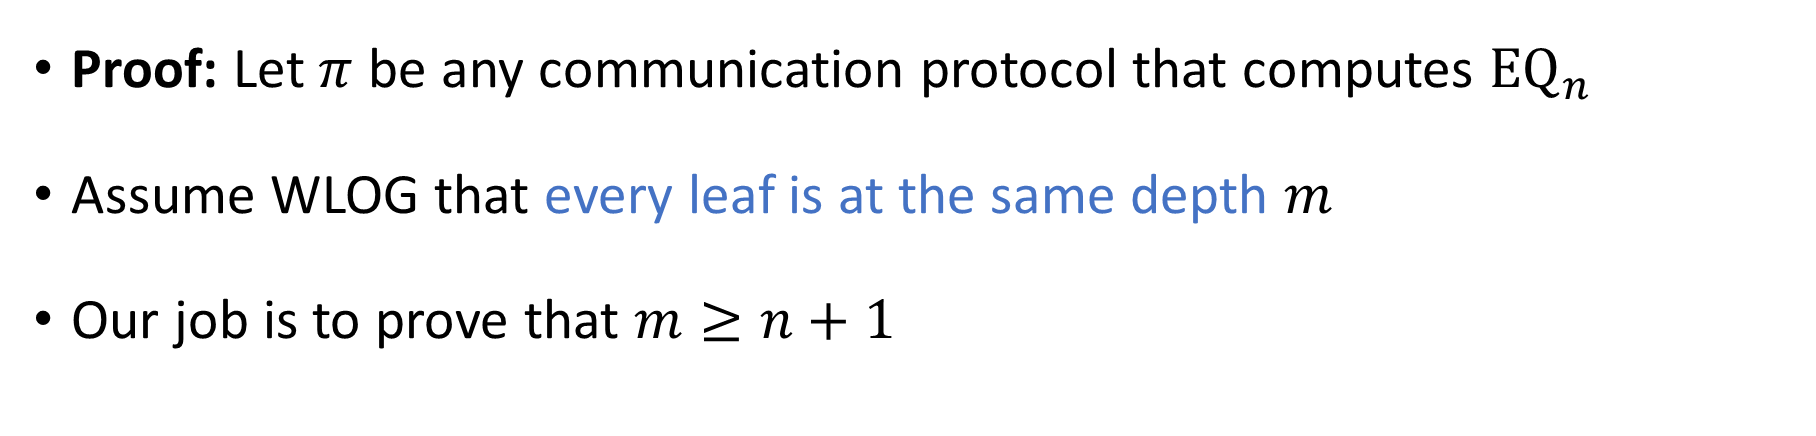 • Proof: Let 𝜋 be any communication protocol that computes EQₙ
• Assume WLOG that every leaf is at the same depth 𝑚
• Our job is to prove that 𝑚 ≥ 𝑛 + 1